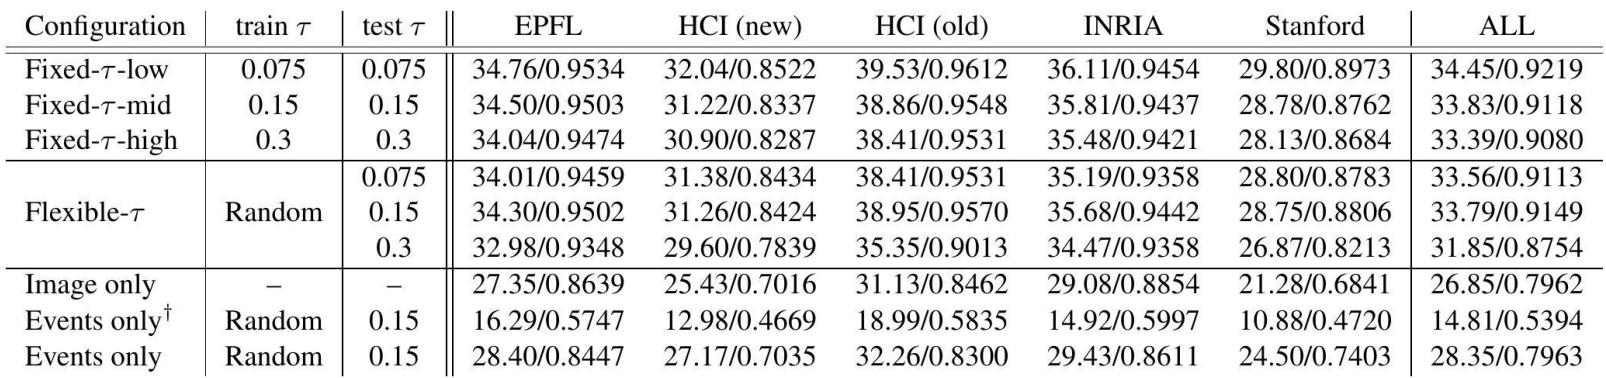 Configuration train τ test τ EPFL HCI (new) HCI (old) INRIA Stanford ALL
Fixed-τ-low 0.075 0.075 34.76/0.9534 32.04/0.8522 39.53/0.9612 36.11/0.9454 29.80/0.8973 34.45/0.9219
Fixed-τ-mid 0.15 0.15 34.50/0.9503 31.22/0.8337 38.86/0.9548 35.81/0.9437 28.78/0.8762 33.83/0.9118
Fixed-τ-high 0.3 0.3 34.04/0.9474 30.90/0.8287 38.41/0.9531 35.48/0.9421 28.13/0.8684 33.39/0.9080
0.075 34.01/0.9459 31.38/0.8434 38.41/0.9531 35.19/0.9358 28.80/0.8783 33.56/0.9113
Flexible-τ Random 0.15 34.30/0.9502 31.26/0.8424 38.95/0.9570 35.68/0.9442 28.75/0.8806 33.79/0.9149
0.3 32.98/0.9348 29.60/0.7839 35.35/0.9013 34.47/0.9358 26.87/0.8213 31.85/0.8754
Image only – – 27.35/0.8639 25.43/0.7016 31.13/0.8462 29.08/0.8854 21.28/0.6841 26.85/0.7962
Events only† Random 0.15 16.29/0.5747 12.98/0.4669 18.99/0.5835 14.92/0.5997 10.88/0.4720 14.81/0.5394
Events only Random 0.15 28.40/0.8447 27.17/0.7035 32.26/0.8300 29.43/0.8611 24.50/0.7403 28.35/0.7963